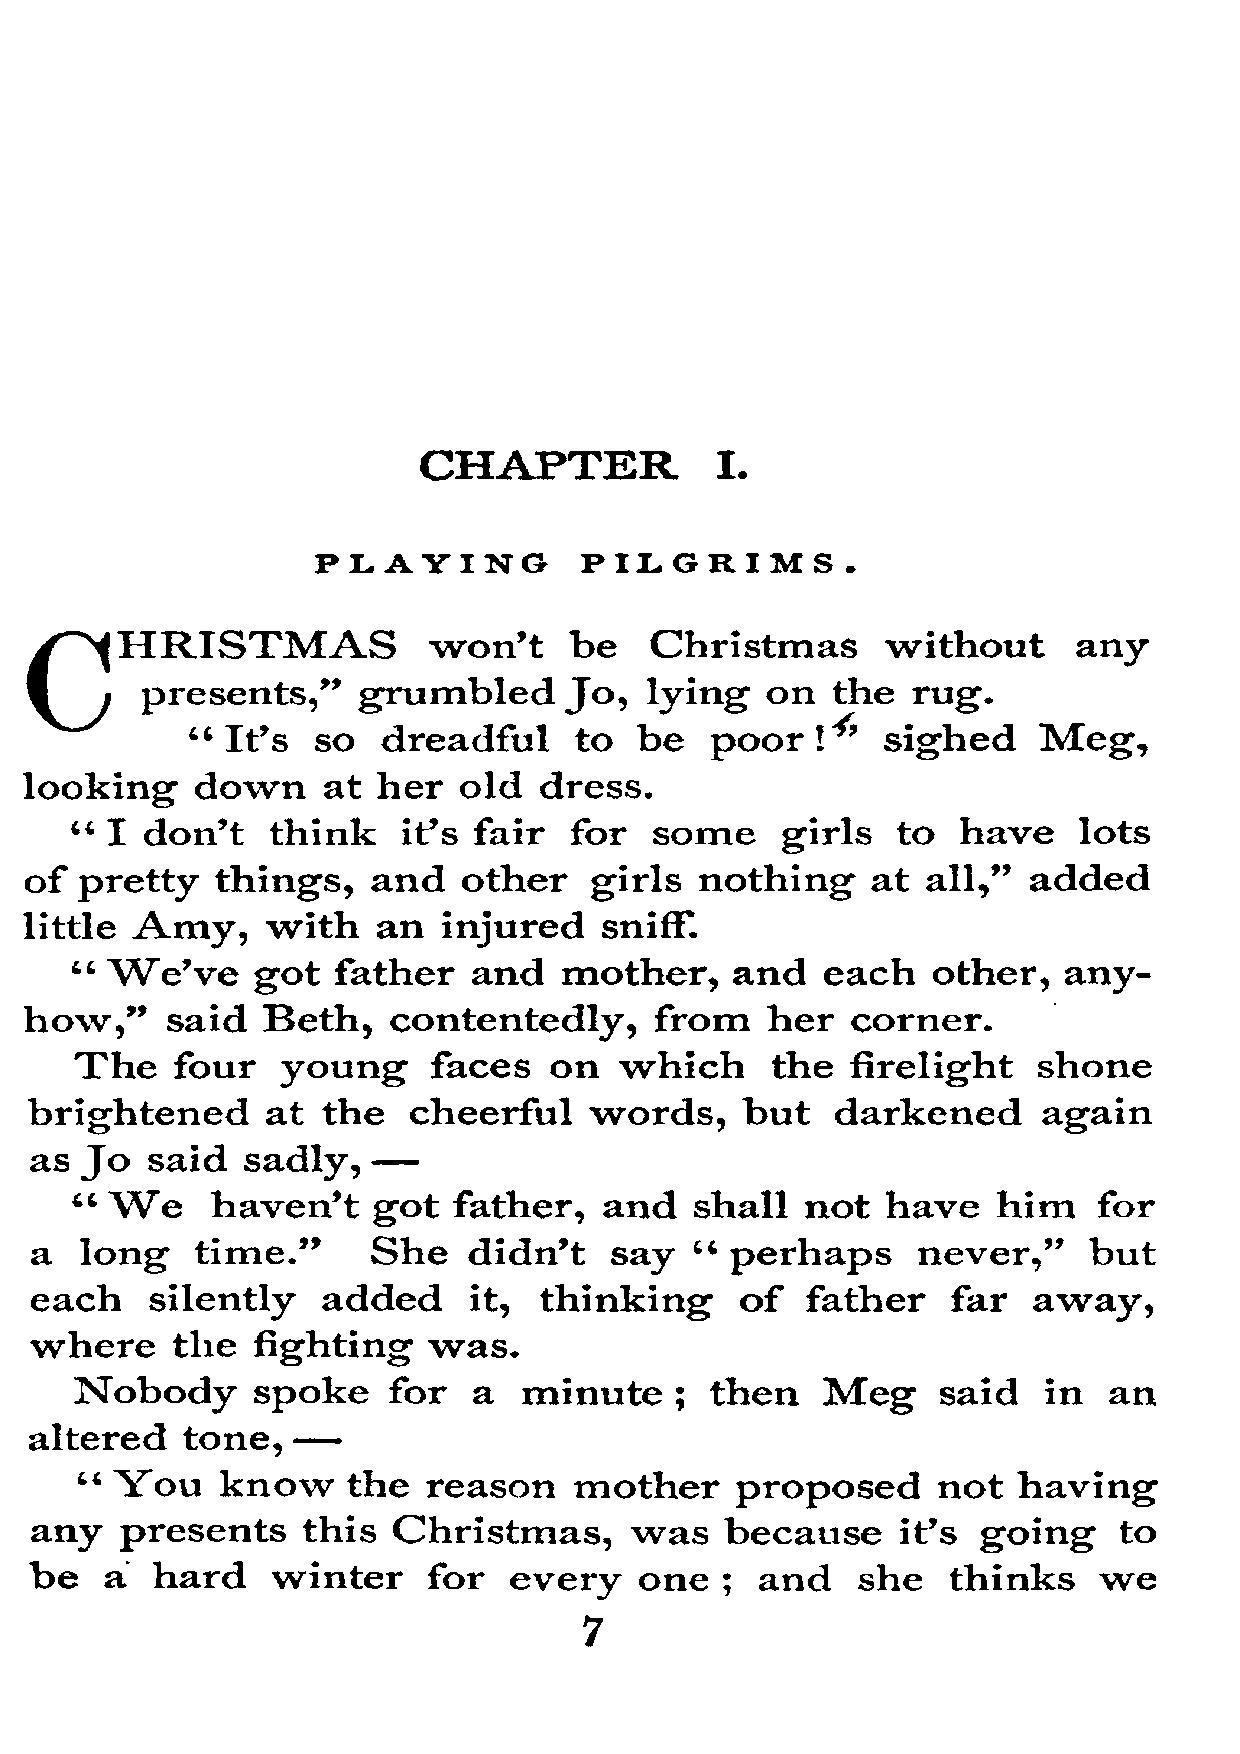 CHAPTER I.
PLAYING PILGRIMS.
CHRISTMAS won't be Christmas without any
presents,” grumbled Jo, lying on the rug.
“ It's so dreadful to be poor !” sighed Meg,
looking down at her old dress.
“ I don't think it's fair for some girls to have lots
of pretty things, and other girls nothing at all,” added
little Amy, with an injured sniff.
“ We've got father and mother, and each other, any-
how,” said Beth, contentedly, from her corner.
The four young faces on which the firelight shone
brightened at the cheerful words, but darkened again
as Jo said sadly, —
“ We haven't got father, and shall not have him for
a long time.” She didn't say “ perhaps never,” but
each silently added it, thinking of father far away,
where the fighting was.
Nobody spoke for a minute ; then Meg said in an
altered tone, —
“ You know the reason mother proposed not having
any presents this Christmas, was because it's going to
be a hard winter for every one ; and she thinks we
7